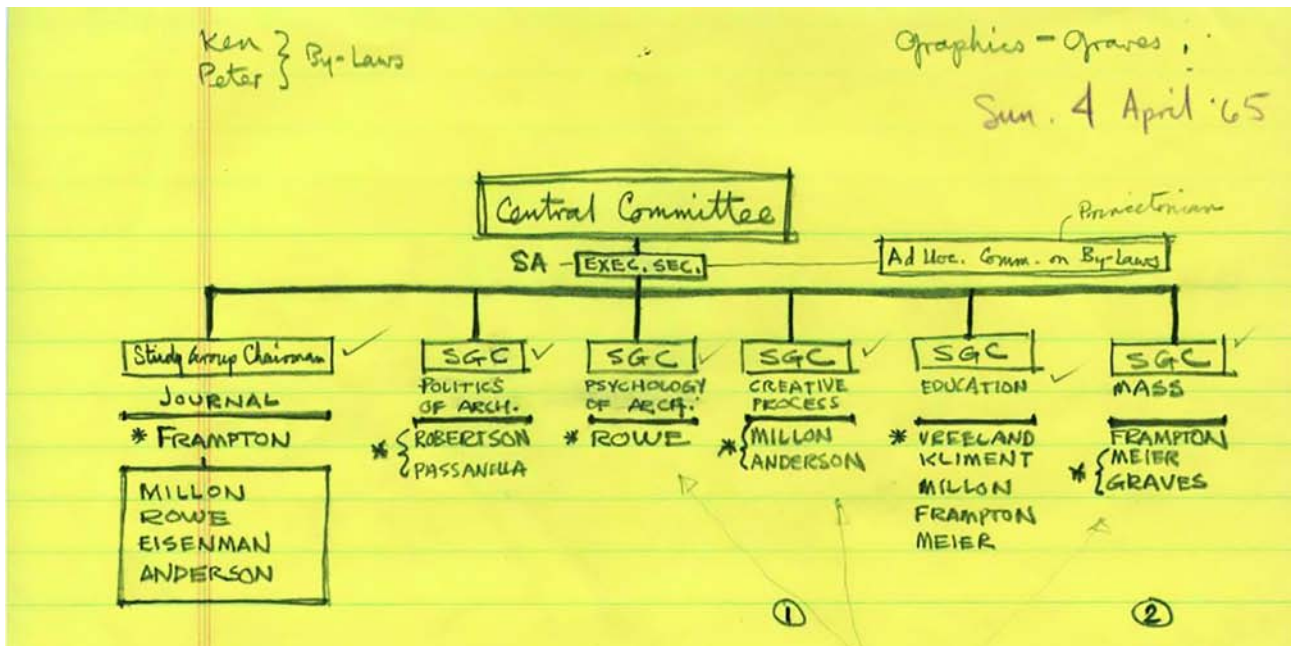 Ken } By-Laws
Peter
Graphics - Graves
Sun. 4 April '65
Central Committee
Princetonian
SA - EXEC. SEC.
Ad Hoc. Comm. on By-Laws
Study Group Chairman ✓
JOURNAL
* FRAMPTON
MILLON
ROWE
EISENMAN
ANDERSON
SGC ✓
POLITICS
OF ARCH.
* { ROBERTSON
PASSANELLA
SGC ✓
PSYCHOLOGY
OF ARCH.
* ROWE
SGC ✓
CREATIVE
PROCESS
* { MILLON
ANDERSON
SGC
EDUCATION ✓
* VREELAND
KLIMENT
MILLON
FRAMPTON
MEIER
SGC ✓
MASS
FRAMPTON
* { MEIER
GRAVES
①
②